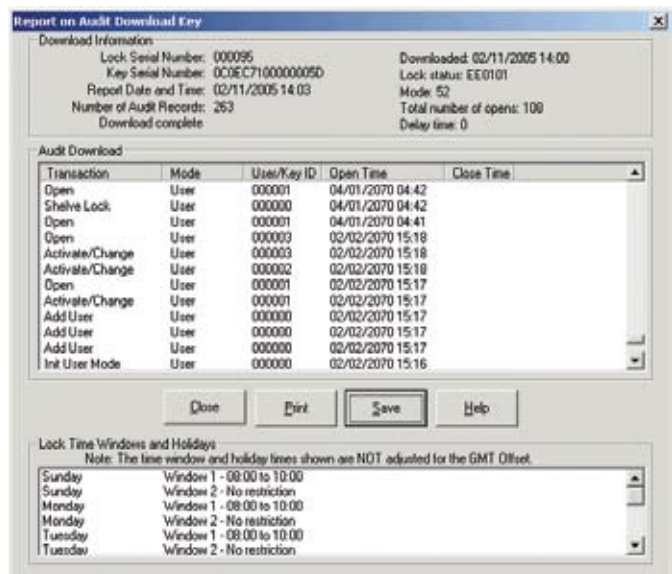 Report on Audit Download Key
Download Information
Lock Serial Number: 000095
Key Serial Number: 0C0EC7100000005D
Report Date and Time: 02/11/2005 14:03
Number of Audit Records: 263
Download complete
Downloaded: 02/11/2005 14:00
Lock status: EE0101
Mode: 52
Total number of opens: 108
Delay time: 0
Audit Download
Transaction Mode User/Key ID Open Time Close Time
Open User 000001 04/01/2070 04:42
Shelve Lock User 000000 04/01/2070 04:42
Open User 000001 04/01/2070 04:41
Open User 000003 02/02/2070 15:18
Activate/Change User 000003 02/02/2070 15:18
Activate/Change User 000002 02/02/2070 15:18
Open User 000001 02/02/2070 15:17
Activate/Change User 000001 02/02/2070 15:17
Add User User 000000 02/02/2070 15:17
Add User User 000000 02/02/2070 15:17
Add User User 000000 02/02/2070 15:17
Init User Mode User 000000 02/02/2070 15:16
Close Print Save Help
Lock Time Windows and Holidays
Note: The time window and holiday times shown are NOT adjusted for the GMT Offset.
Sunday Window 1 - 08:00 to 10:00
Sunday Window 2 - No restriction
Monday Window 1 - 08:00 to 10:00
Monday Window 2 - No restriction
Tuesday Window 1 - 08:00 to 10:00
Tuesday Window 2 - No restriction